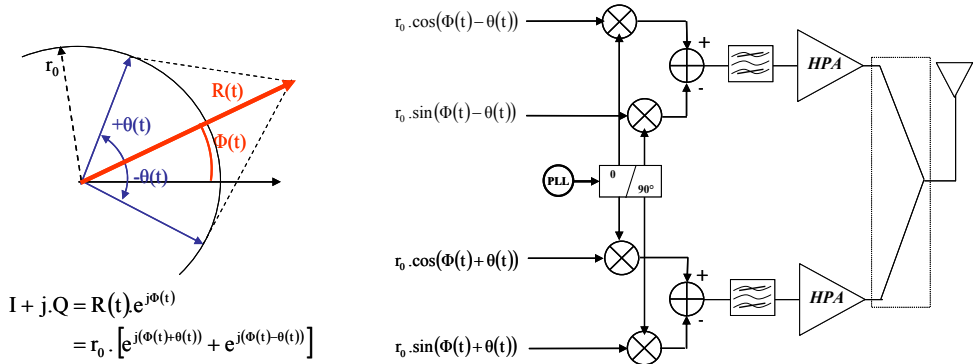 r₀
R(t)
+θ(t)
Φ(t)
-θ(t)
I + j.Q = R(t).e^{jΦ(t)}
= r₀ . [e^{j(Φ(t)+θ(t))} + e^{j(Φ(t)−θ(t))}]
r₀ .cos(Φ(t)−θ(t))
+
-
HPA
r₀ .sin(Φ(t)−θ(t))
PLL
0
90°
r₀ .cos(Φ(t)+θ(t))
+
-
HPA
r₀ .sin(Φ(t)+θ(t))